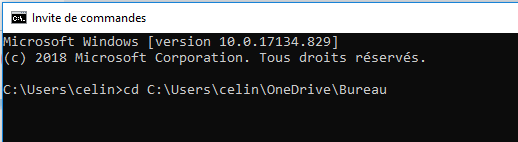 Invite de commandes
Microsoft Windows [version 10.0.17134.829]
(c) 2018 Microsoft Corporation. Tous droits réservés.
C:\Users\celin>cd C:\Users\celin\OneDrive\Bureau